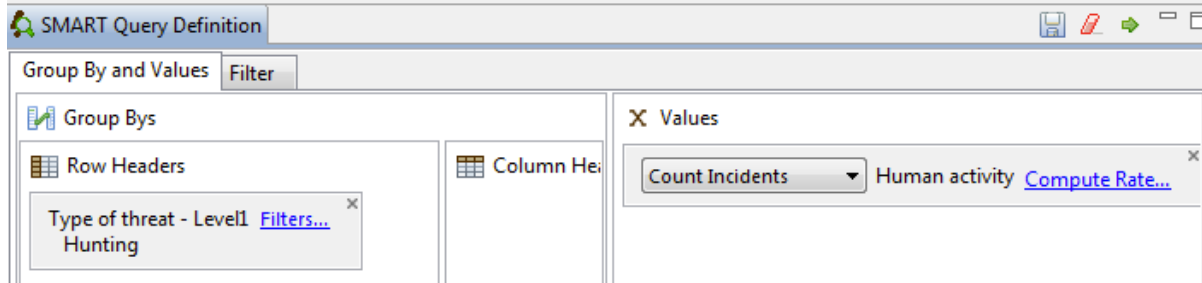 SMART Query Definition
Group By and Values Filter
Group Bys
Row Headers
Type of threat - Level1 Filters...
Hunting
Column Hea
Values
Count Incidents Human activity Compute Rate...